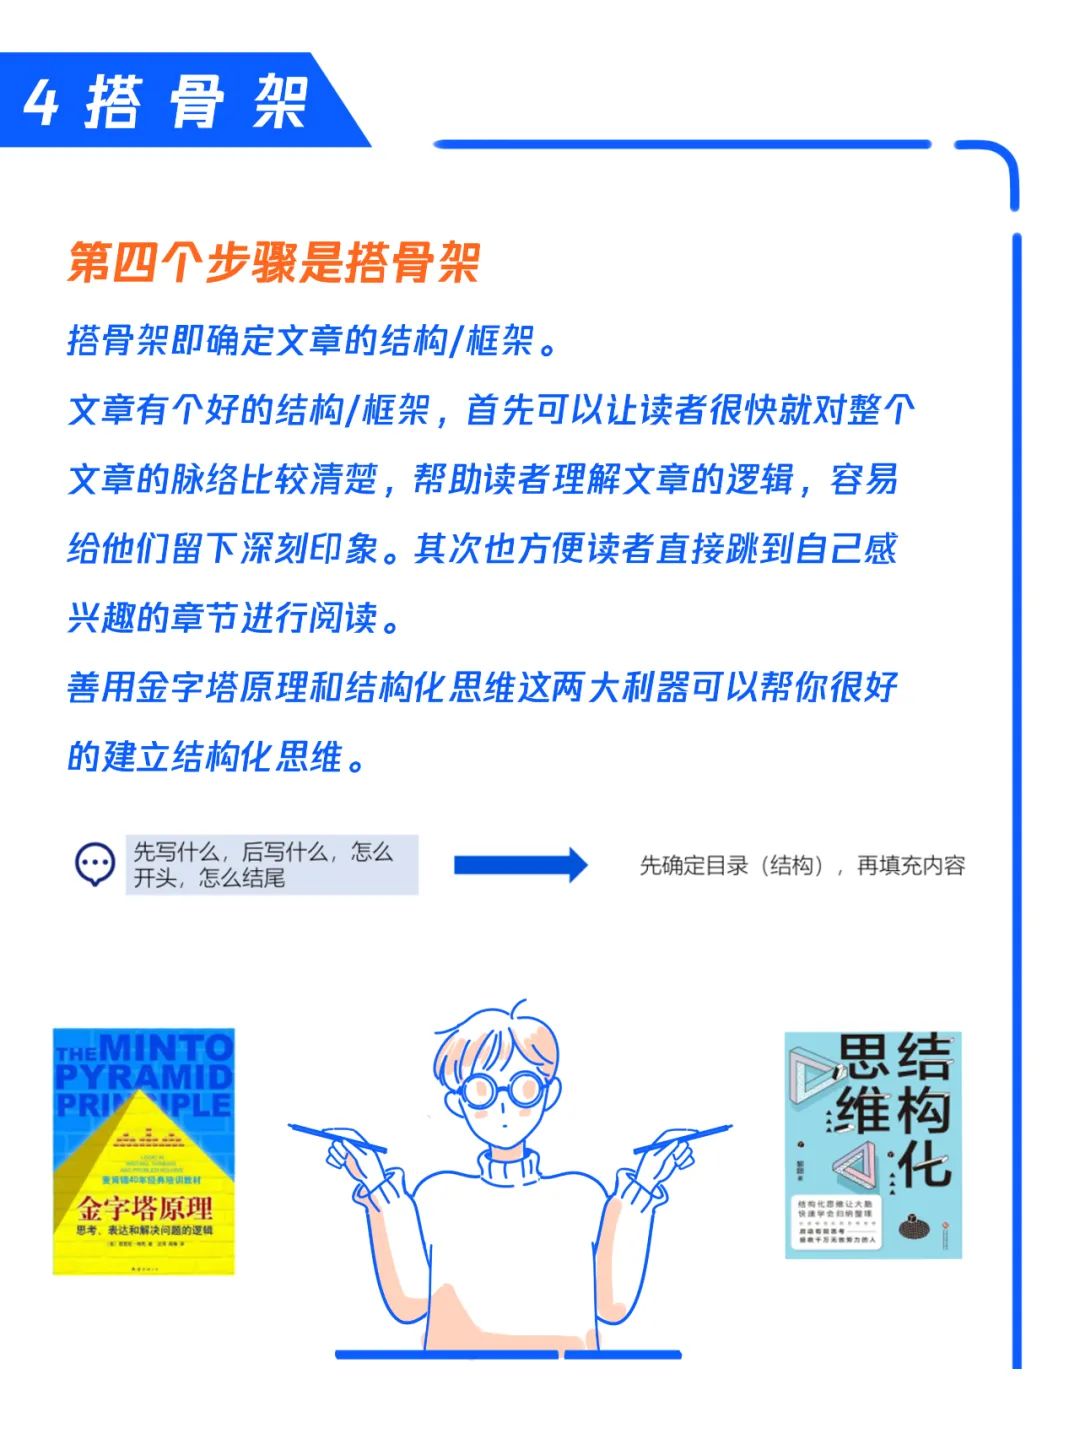 4 搭骨架
第四个步骤是搭骨架
搭骨架即确定文章的结构/框架。
文章有个好的结构/框架，首先可以让读者很快就对整个
文章的脉络比较清楚，帮助读者理解文章的逻辑，容易
给他们留下深刻印象。其次也方便读者直接跳到自己感
兴趣的章节进行阅读。
善用金字塔原理和结构化思维这两大利器可以帮你很好
的建立结构化思维。
先写什么，后写什么，怎么
开头，怎么结尾
先确定目录（结构），再填充内容
THE MINTO
PYRAMID
PRINCIPLE
LOGIC IN
WRITING, THINKING
AND PROBLEM SOLVING
麦肯锡40年经典培训教材
金字塔原理
思考、表达和解决问题的逻辑
结构化
思维
结构化思维让大脑
快速学会归纳整理